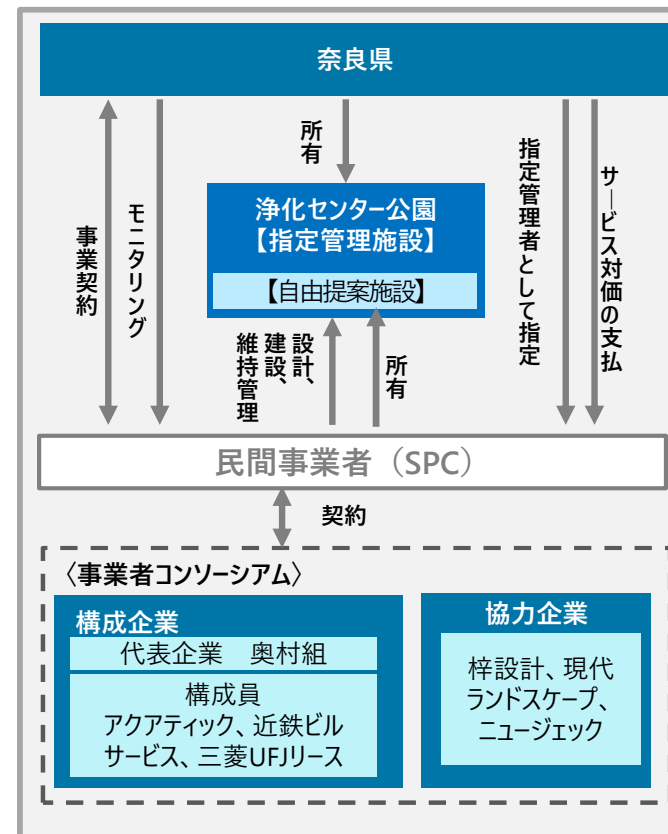 奈良県
事業契約
モニタリング
所有
浄化センター公園
【指定管理施設】
【自由提案施設】
設計、
建設、
維持管理
所有
指定管理者として指定
サービス対価の支払
民間事業者（SPC）
契約
〈事業者コンソーシアム〉
構成企業
代表企業　奥村組
構成員
アクアティック、近鉄ビル
サービス、三菱UFJリース
協力企業
梓設計、現代
ランドスケープ、
ニュージェック